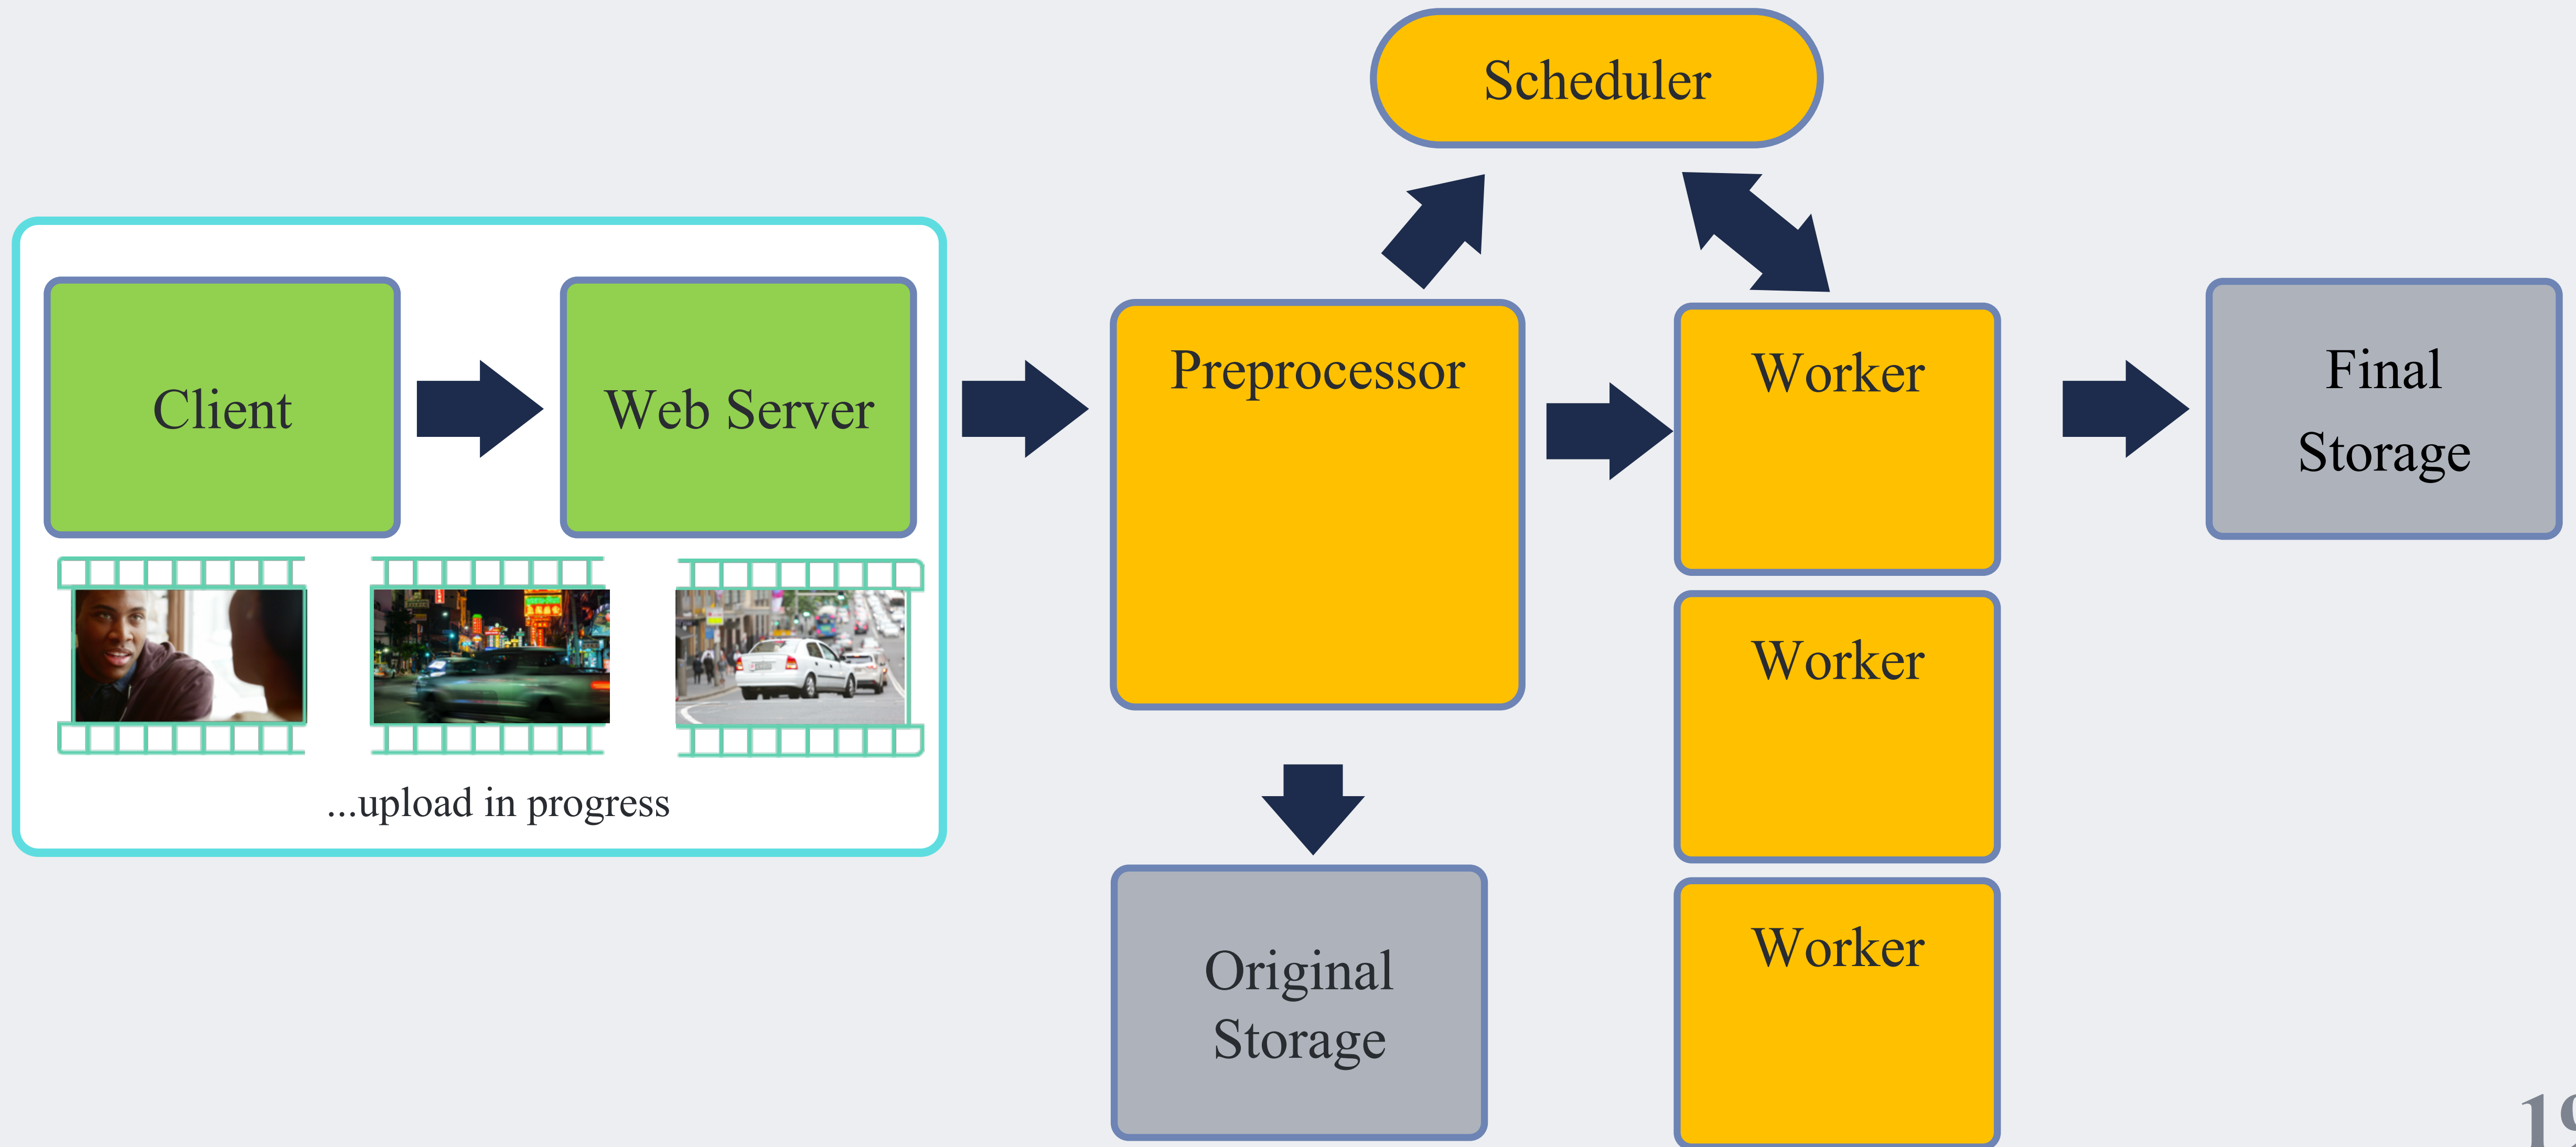 Scheduler
Client
Web Server
Preprocessor
Worker
Final
Storage
Worker
...upload in progress
Worker
Original
Storage